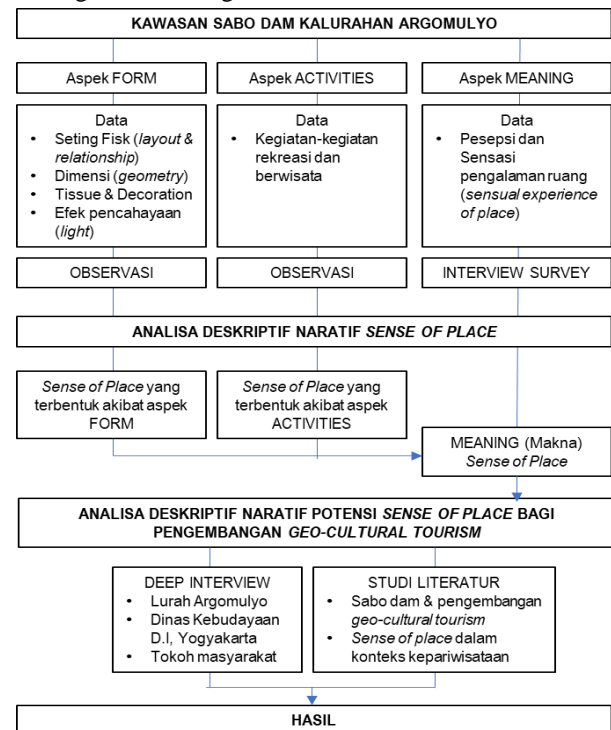 KAWASAN SABO DAM KALURAHAN ARGOMULYO
Aspek FORM
Aspek ACTIVITIES
Aspek MEANING
Data
• Seting Fisk (layout &
relationship)
• Dimensi (geometry)
• Tissue & Decoration
• Efek pencahayaan
(light)
Data
• Kegiatan-kegiatan
rekreasi dan
berwisata
Data
• Pesepsi dan
Sensasi
pengalaman ruang
(sensual experience
of place)
OBSERVASI
OBSERVASI
INTERVIEW SURVEY
ANALISA DESKRIPTIF NARATIF SENSE OF PLACE
Sense of Place yang
terbentuk akibat aspek
FORM
Sense of Place yang
terbentuk akibat aspek
ACTIVITIES
MEANING (Makna)
Sense of Place
ANALISA DESKRIPTIF NARATIF POTENSI SENSE OF PLACE BAGI
PENGEMBANGAN GEO-CULTURAL TOURISM
DEEP INTERVIEW
• Lurah Argomulyo
• Dinas Kebudayaan
D.I, Yogyakarta
• Tokoh masyarakat
STUDI LITERATUR
• Sabo dam & pengembangan
geo-cultural tourism
• Sense of place dalam
konteks kepariwisataan
HASIL